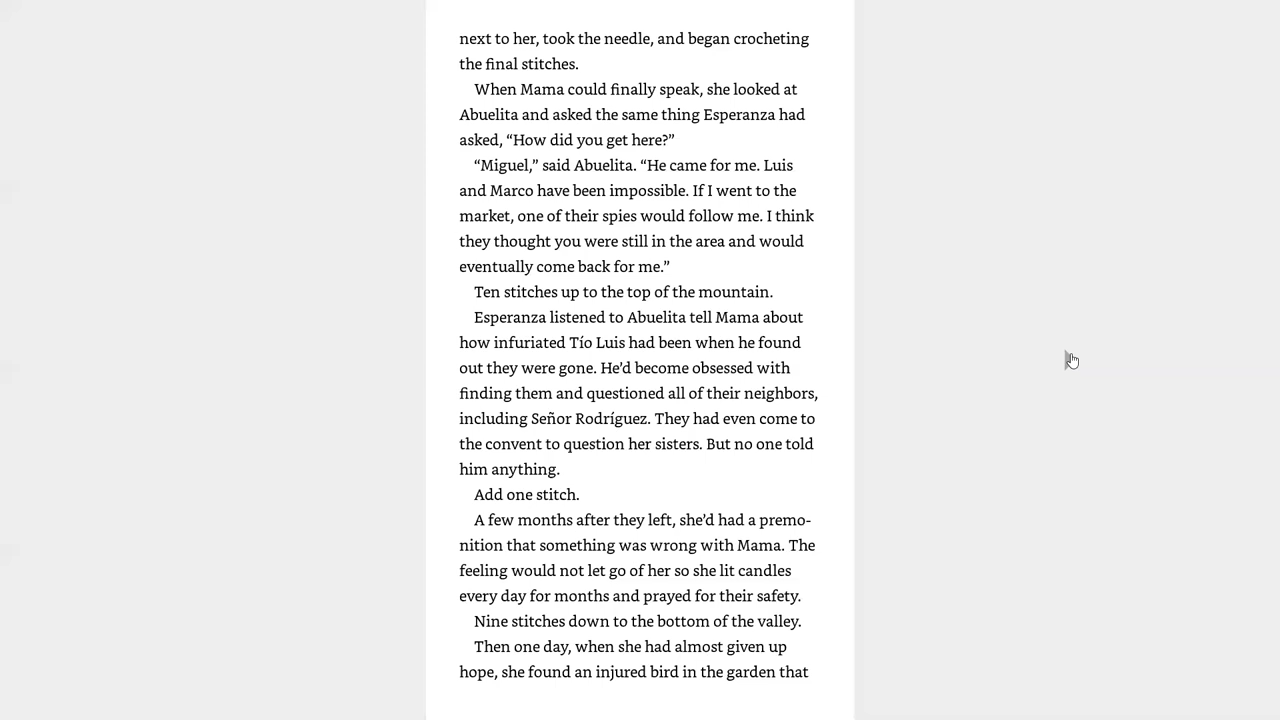 next to her, took the needle, and began crocheting
the final stitches.
When Mama could finally speak, she looked at
Abuelita and asked the same thing Esperanza had
asked, “How did you get here?”
“Miguel,” said Abuelita. “He came for me. Luis
and Marco have been impossible. If I went to the
market, one of their spies would follow me. I think
they thought you were still in the area and would
eventually come back for me.”
Ten stitches up to the top of the mountain.
Esperanza listened to Abuelita tell Mama about
how infuriated Tío Luis had been when he found
out they were gone. He’d become obsessed with
finding them and questioned all of their neighbors,
including Señor Rodríguez. They had even come to
the convent to question her sisters. But no one told
him anything.
Add one stitch.
A few months after they left, she’d had a premo-
nition that something was wrong with Mama. The
feeling would not let go of her so she lit candles
every day for months and prayed for their safety.
Nine stitches down to the bottom of the valley.
Then one day, when she had almost given up
hope, she found an injured bird in the garden that